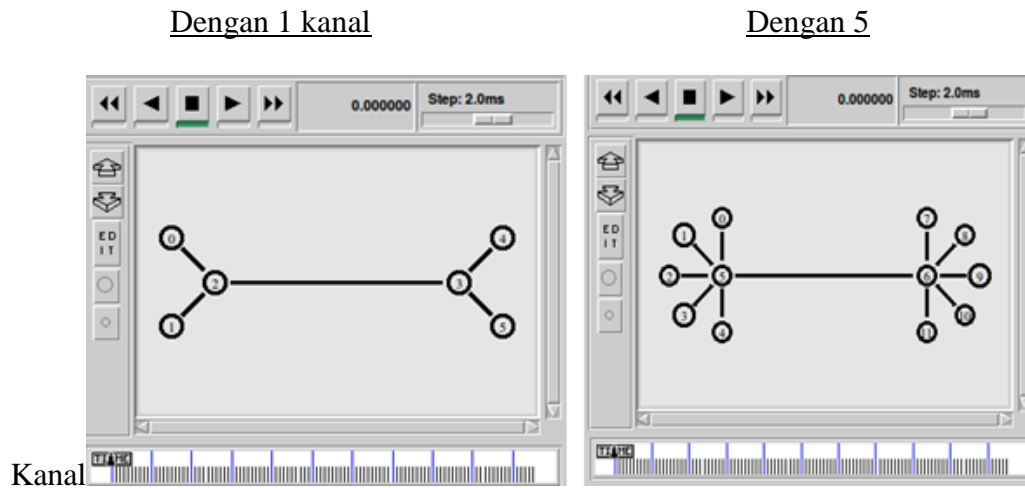 Dengan 1 kanal
Dengan 5
0.000000 Step: 2.0ms
0.000000 Step: 2.0ms
ED
IT
0
4
2
3
1
5
ED
IT
0
7
1
8
2
5
6
9
3
10
4
11
TIME
TIME
Kanal